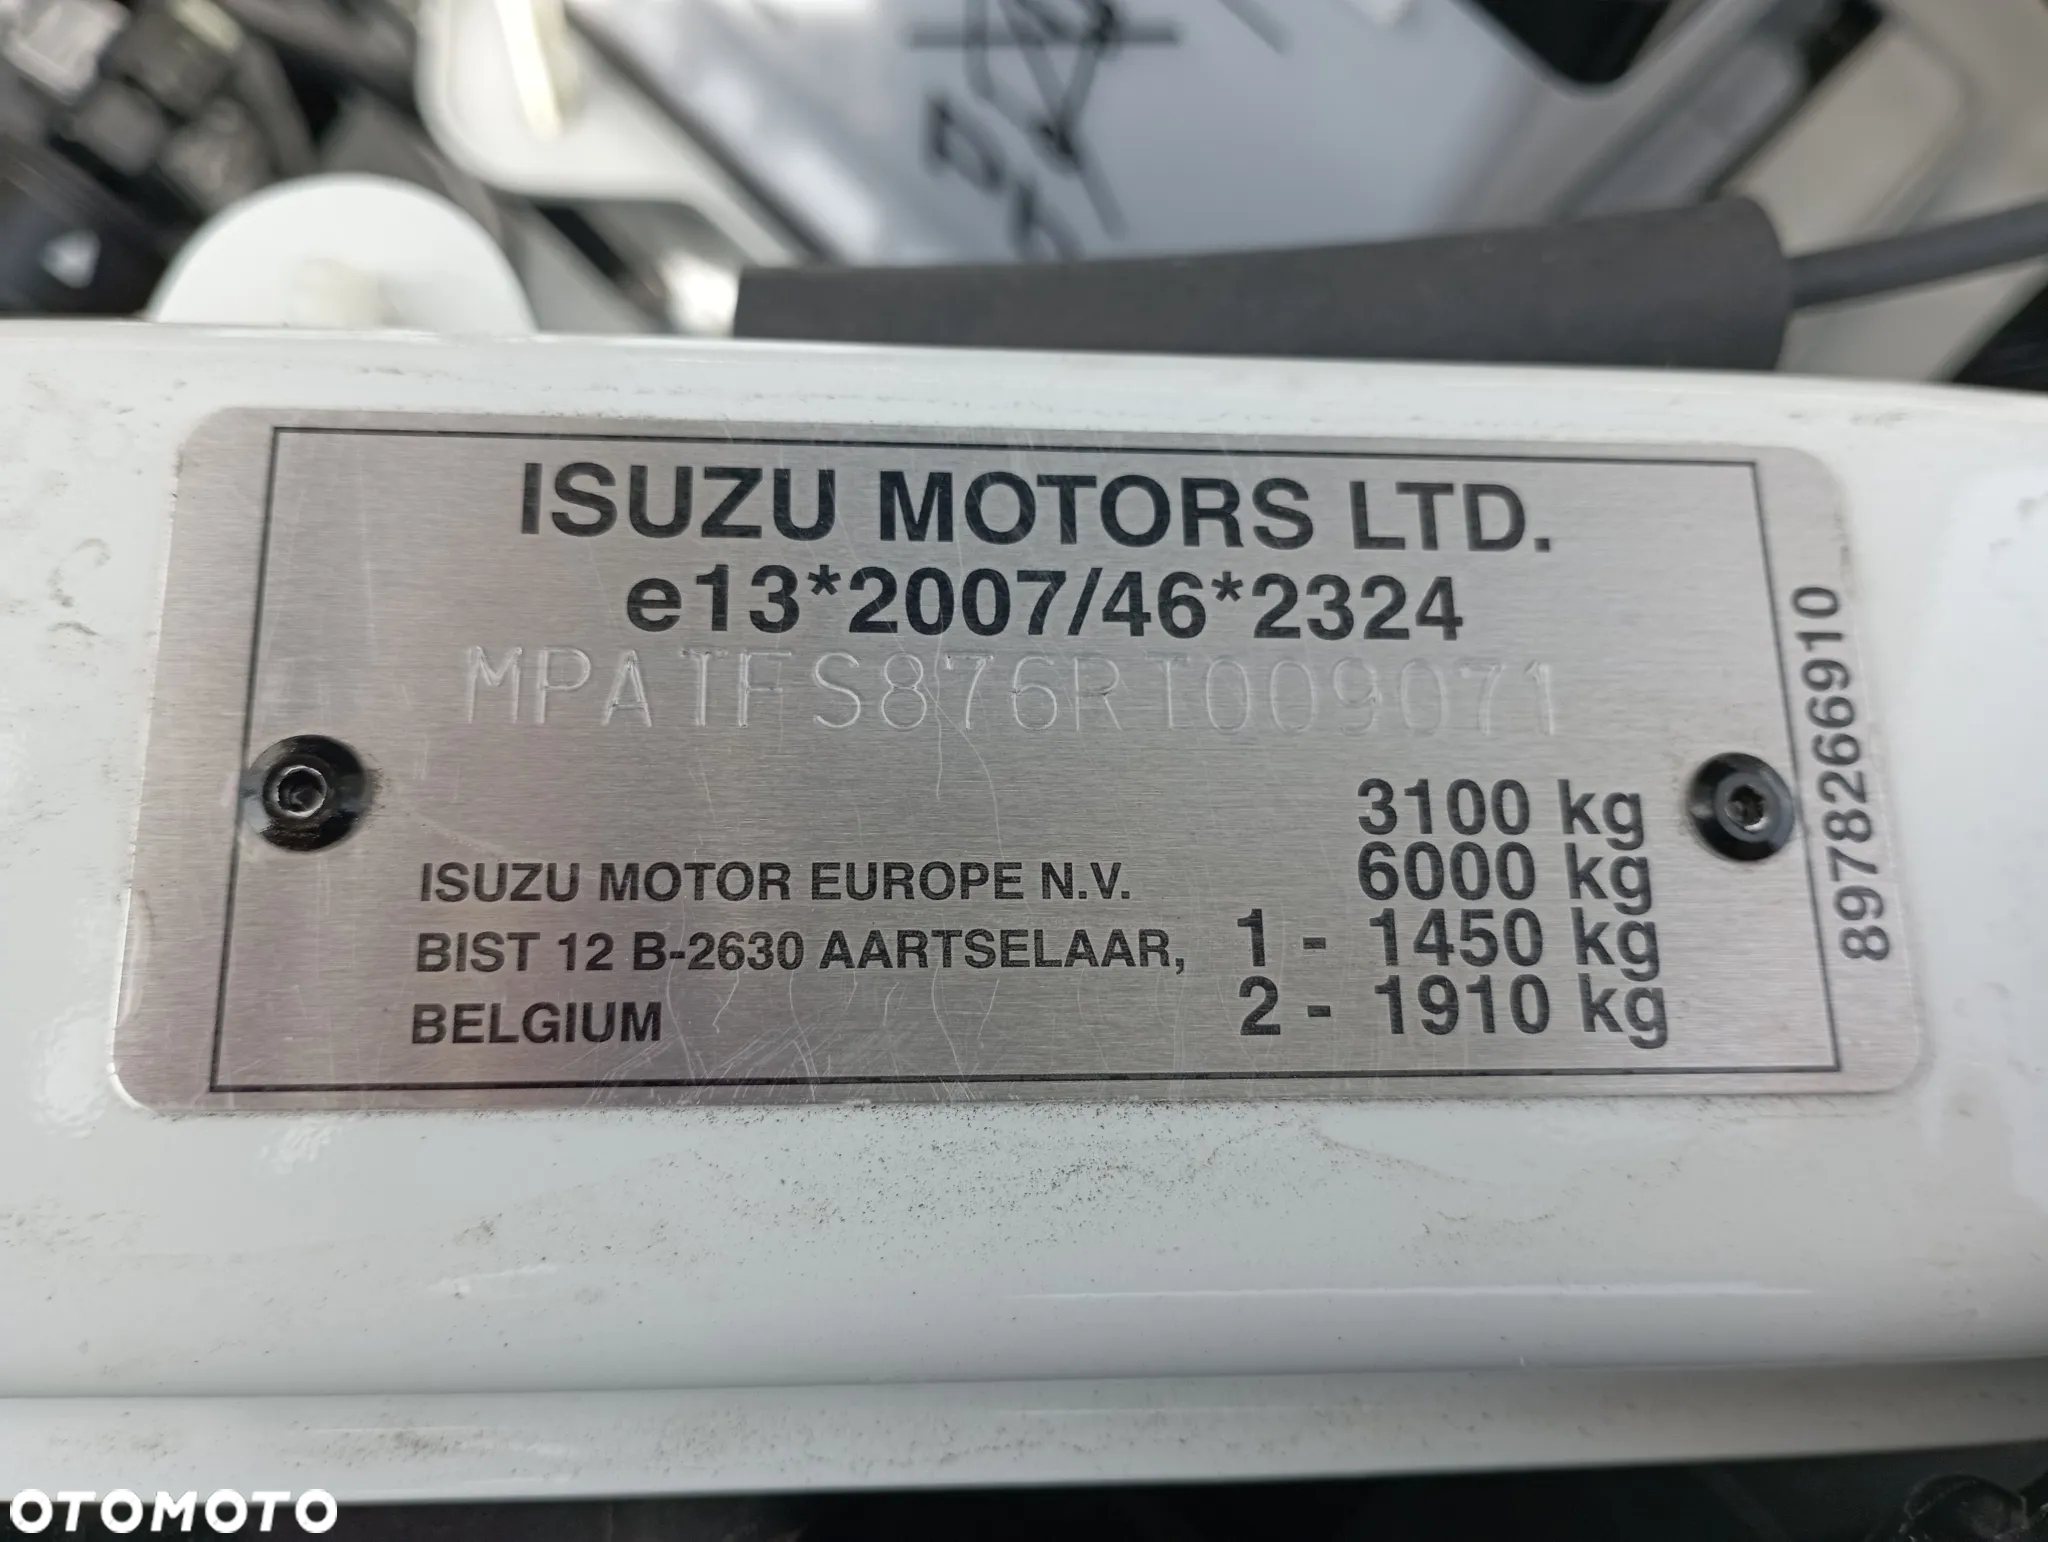 ISUZU MOTORS LTD.
e13*2007/46*2324
MPATFS876RT009071
3100 kg
6000 kg
ISUZU MOTOR EUROPE N.V.
1 - 1450 kg
BIST 12 B-2630 AARTSELAAR,
2 - 1910 kg
BELGIUM
8978266910
OTOMOTO